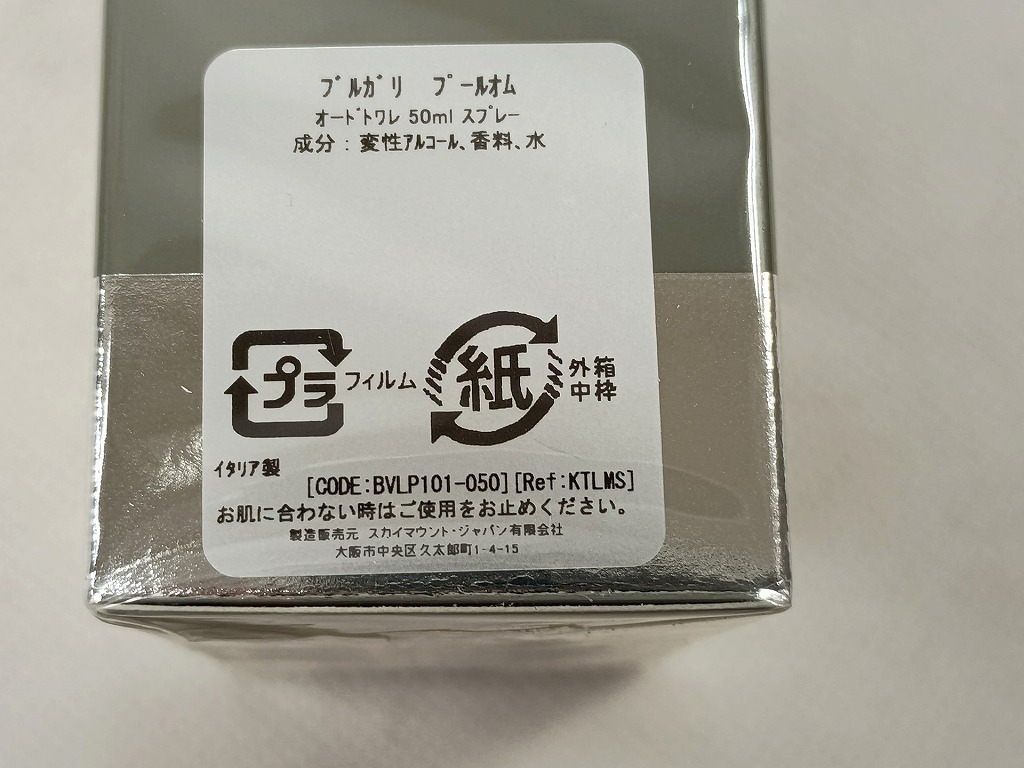 ﾌﾞﾙｶﾞﾘ　ﾌﾟｰﾙｵﾑ
ｵｰﾄﾞﾄﾜﾚ 50ml ｽﾌﾟﾚｰ
成分：変性ｱﾙｺｰﾙ、香料、水
プラ フィルム 紙 外箱
中枠
ｲﾀﾘｱ製
[CODE:BVLP101-050][Ref:KTLMS]
お肌に合わない時はご使用をお止めください。
製造販売元 スカイマウント・ジャパン有限会社
大阪市中央区久太郎町1-4-15